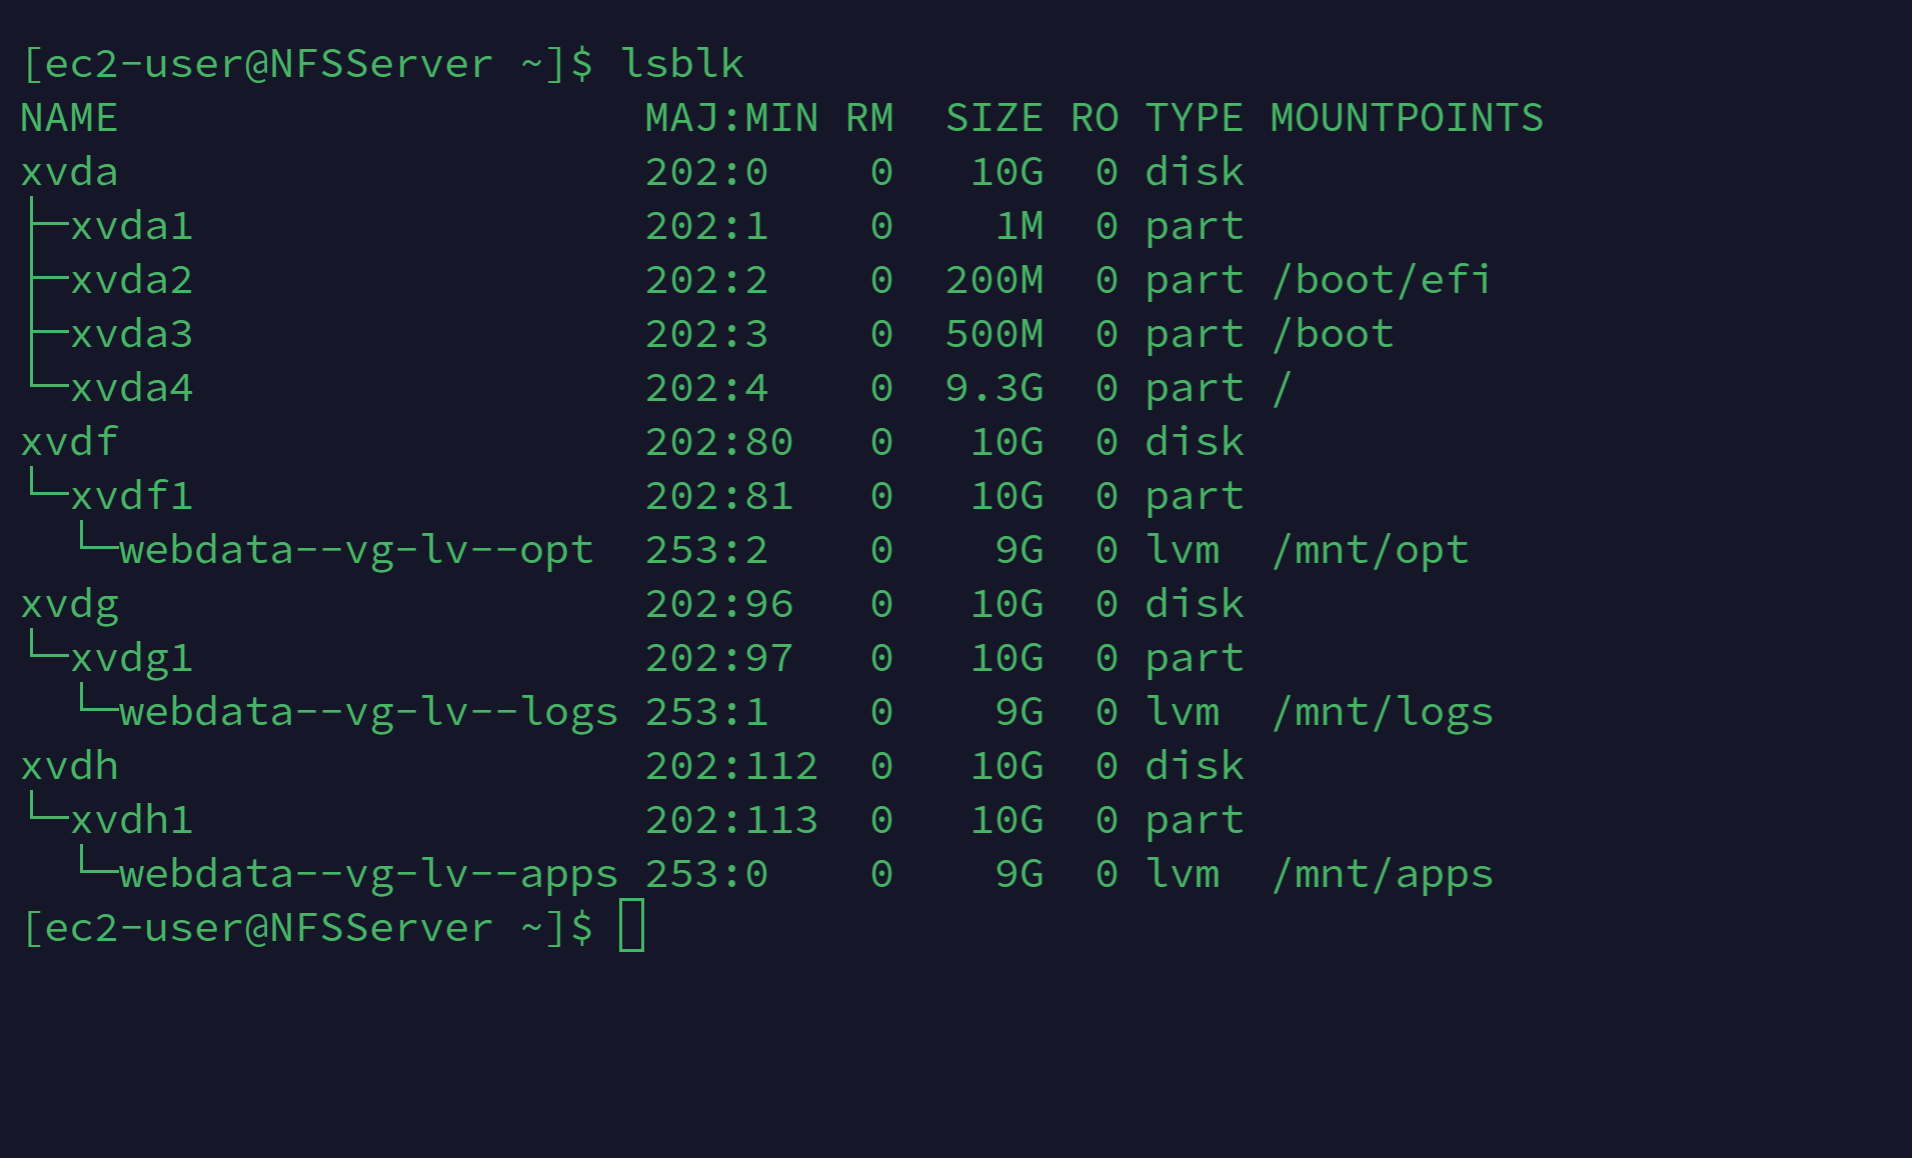 [ec2-user@NFSServer ~]$ lsblk
NAME                     MAJ:MIN RM  SIZE RO TYPE MOUNTPOINTS
xvda                     202:0    0   10G  0 disk
├─xvda1                  202:1    0    1M  0 part
├─xvda2                  202:2    0  200M  0 part /boot/efi
├─xvda3                  202:3    0  500M  0 part /boot
└─xvda4                  202:4    0  9.3G  0 part /
xvdf                     202:80   0   10G  0 disk
└─xvdf1                  202:81   0   10G  0 part
  └─webdata--vg-lv--opt  253:2    0    9G  0 lvm  /mnt/opt
xvdg                     202:96   0   10G  0 disk
└─xvdg1                  202:97   0   10G  0 part
  └─webdata--vg-lv--logs 253:1    0    9G  0 lvm  /mnt/logs
xvdh                     202:112  0   10G  0 disk
└─xvdh1                  202:113  0   10G  0 part
  └─webdata--vg-lv--apps 253:0    0    9G  0 lvm  /mnt/apps
[ec2-user@NFSServer ~]$